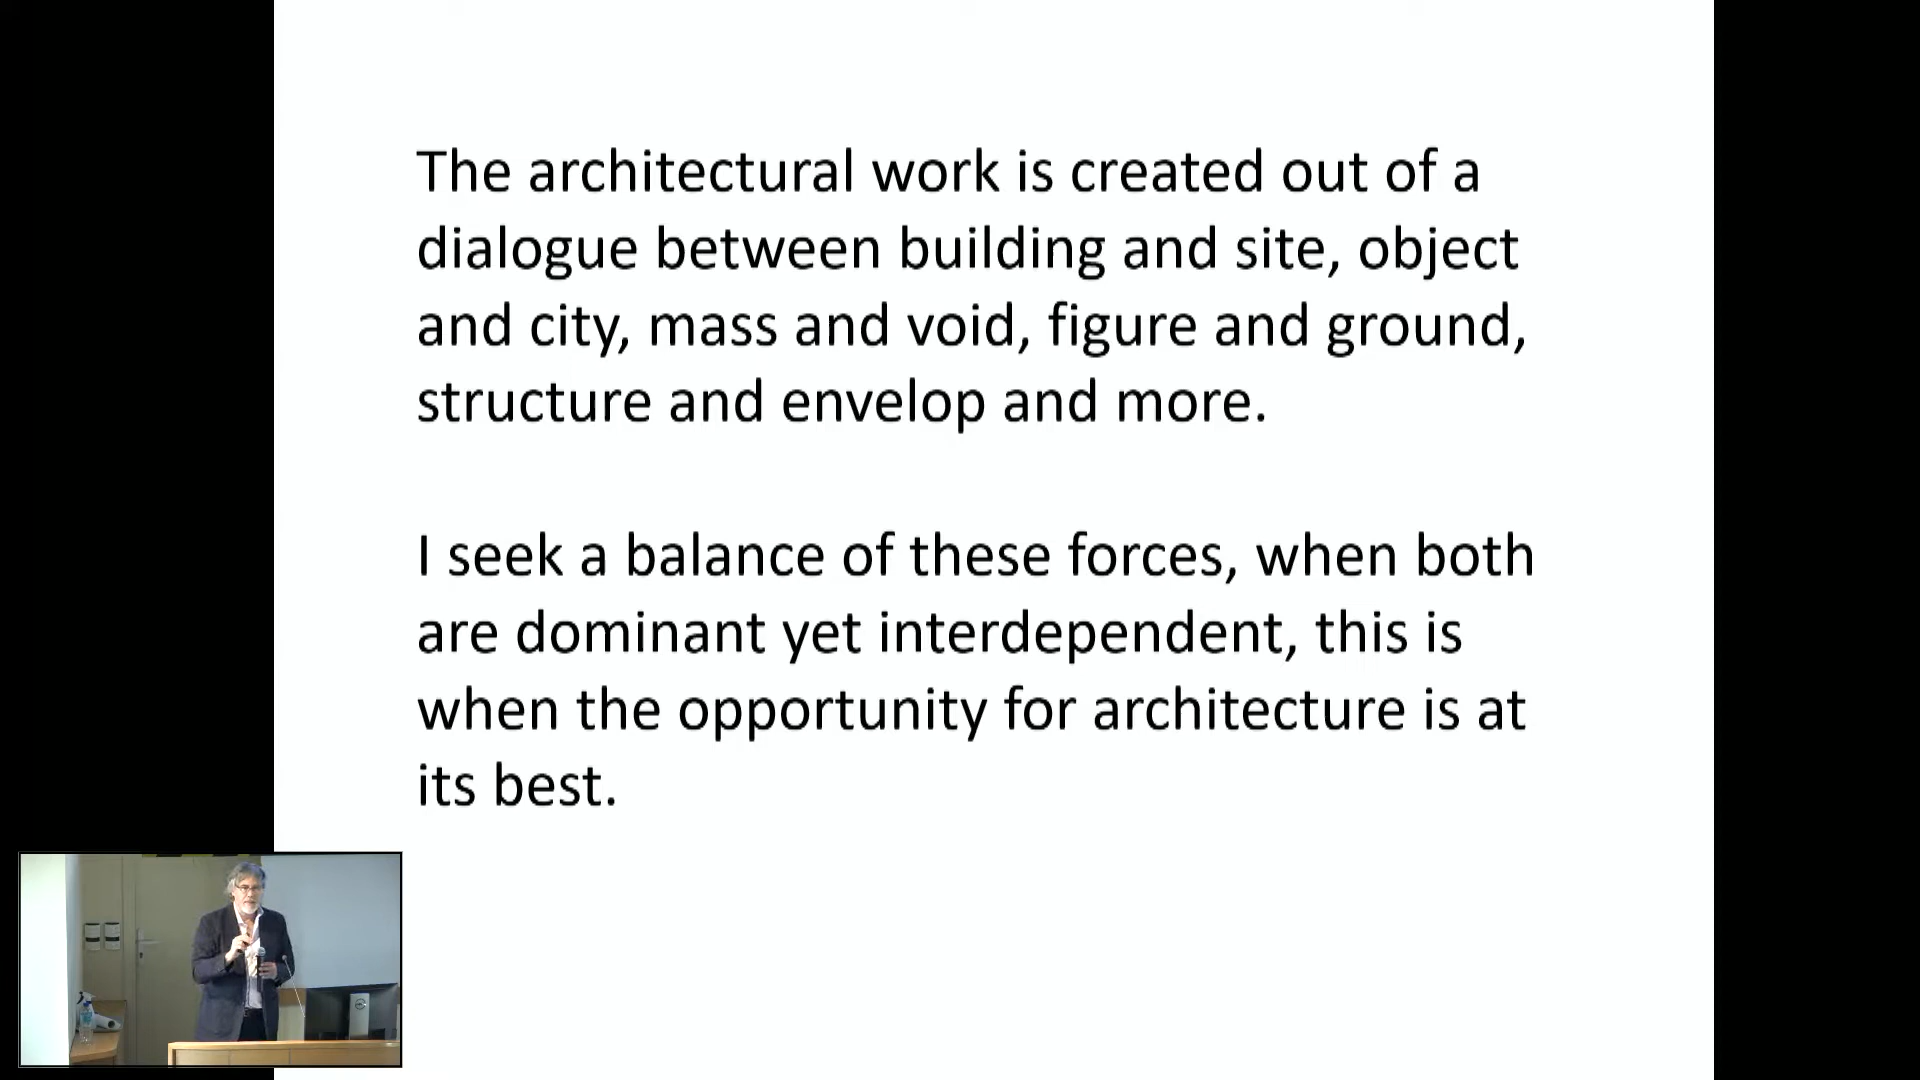 The architectural work is created out of a
dialogue between building and site, object
and city, mass and void, figure and ground,
structure and envelop and more.
I seek a balance of these forces, when both
are dominant yet interdependent, this is
when the opportunity for architecture is at
its best.